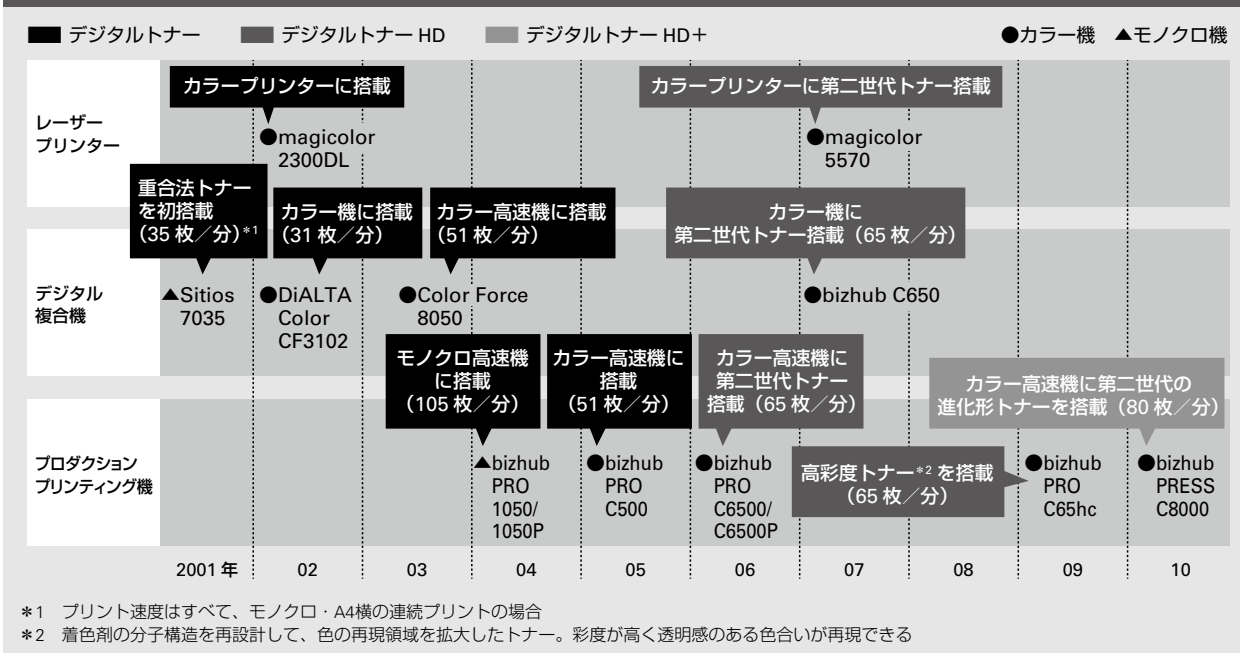 デジタルトナー デジタルトナー HD デジタルトナー HD＋ ●カラー機 ▲モノクロ機
カラープリンターに搭載
カラープリンターに第二世代トナー搭載
レーザー
プリンター
●magicolor
2300DL
●magicolor
5570
重合法トナー
を初搭載
（35 枚／分）*1
カラー機に搭載
（31 枚／分）
カラー高速機に搭載
（51 枚／分）
カラー機に
第二世代トナー搭載（65 枚／分）
デジタル
複合機
▲Sitios
7035
●DiALTA
Color
CF3102
●Color Force
8050
●bizhub C650
モノクロ高速機
に搭載
（105 枚／分）
カラー高速機に
搭載
（51 枚／分）
カラー高速機に
第二世代トナー
搭載（65 枚／分）
カラー高速機に第二世代の
進化形トナーを搭載（80 枚／分）
プロダクション
プリンティング機
▲bizhub
PRO
1050/
1050P
●bizhub
PRO
C500
●bizhub
PRO
C6500/
C6500P
高彩度トナー*2 を搭載
（65 枚／分）
●bizhub
PRO
C65hc
●bizhub
PRESS
C8000
2001 年 02 03 04 05 06 07 08 09 10
＊1 プリント速度はすべて、モノクロ・A4横の連続プリントの場合
＊2 着色剤の分子構造を再設計して、色の再現領域を拡大したトナー。彩度が高く透明感のある色合いが再現できる